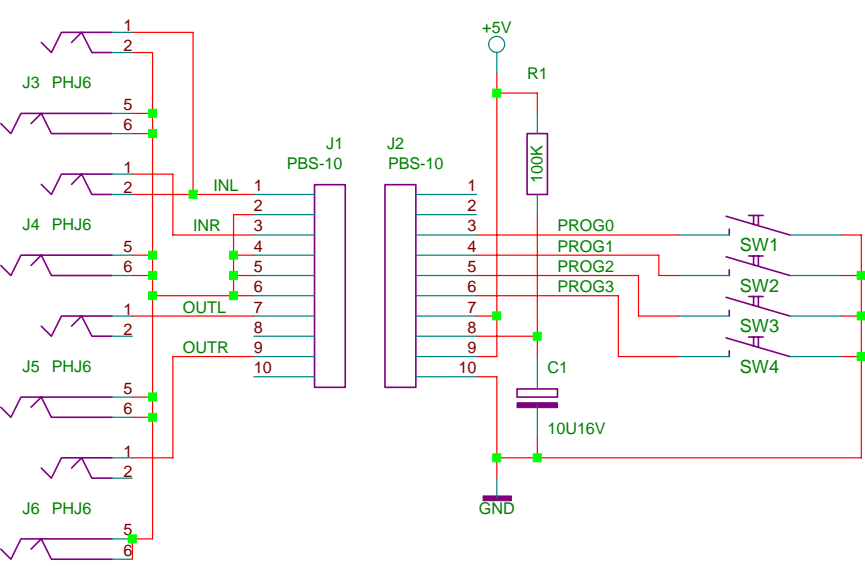 1
2
J3 PHJ6
5
6
1
2
J4 PHJ6
5
6
1
2
J5 PHJ6
5
6
1
2
J6 PHJ6
5
6
J1
PBS-10
INL 1
2
INR 3
4
5
6
OUTL 7
8
OUTR 9
10
J2
PBS-10
1
2
3 PROG0
4 PROG1
5 PROG2
6 PROG3
7
8
9
10
+5V
R1
100K
C1
10U16V
GND
SW1
SW2
SW3
SW4